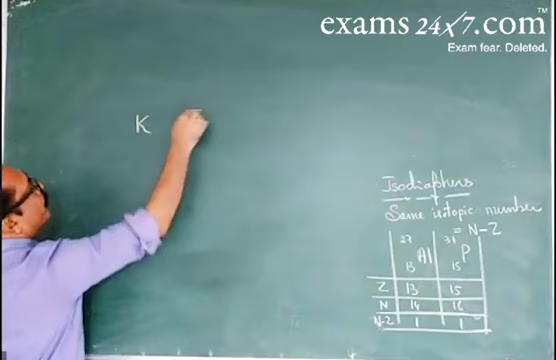 exams 24x7.com™
Exam fear. Deleted.
K
Isodiaphers
Same isotopic number
= N-Z
27 Al 13 31 P 15
Z 13 15
N 14 16
N-Z 1 1